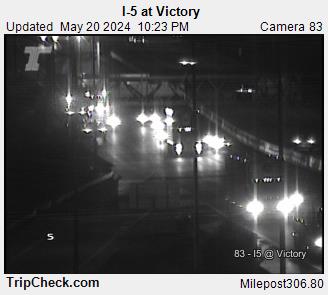 I-5 at Victory
Updated May 20 2024 10:23 PM Camera 83
T
S
83 - I5 @ Victory
TripCheck.com Milepost306.80